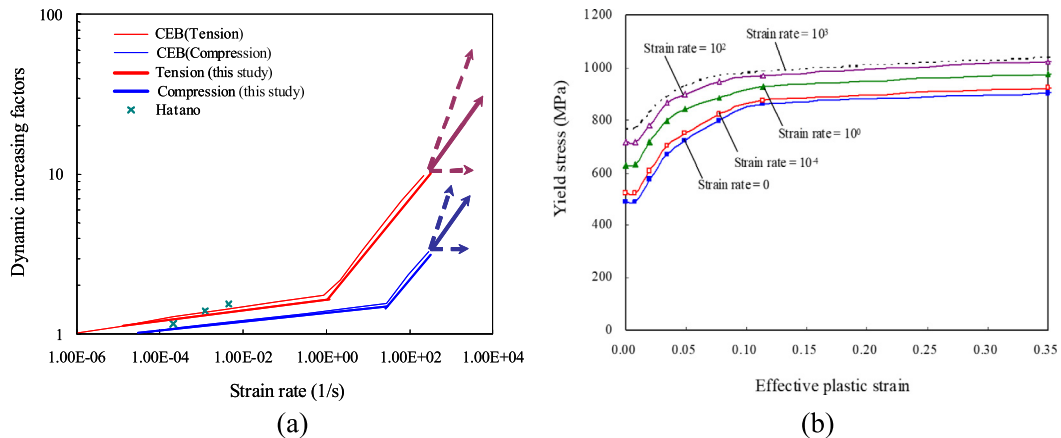 100
10
1
Dynamic increasing factors
CEB(Tension)
CEB(Compression)
Tension (this study)
Compression (this study)
Hatano
1.00E-06 1.00E-04 1.00E-02 1.00E+00 1.00E+02 1.00E+04
Strain rate (1/s)
(a)
1200
1000
800
600
400
200
0
Yield stress (MPa)
Strain rate = 10³
Strain rate = 10²
Strain rate = 10⁰
Strain rate = 10⁻⁴
Strain rate = 0
0.00 0.05 0.10 0.15 0.20 0.25 0.30 0.35
Effective plastic strain
(b)